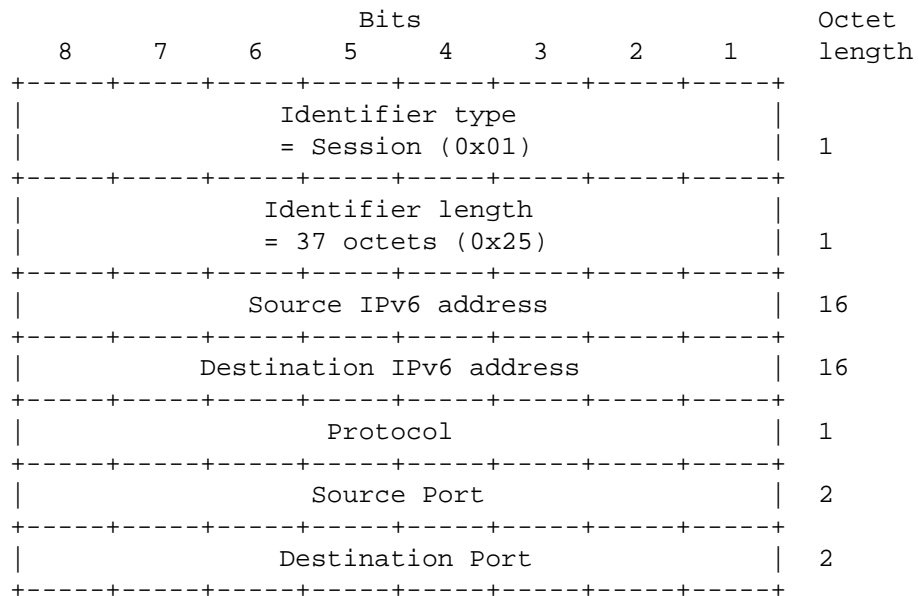 Bits                         Octet
   8     7     6     5     4     3     2     1     length
+-----+-----+-----+-----+-----+-----+-----+-----+
|                Identifier type                |
|                = Session (0x01)               |  1
+-----+-----+-----+-----+-----+-----+-----+-----+
|               Identifier length               |
|               = 37 octets (0x25)              |  1
+-----+-----+-----+-----+-----+-----+-----+-----+
|              Source IPv6 address              |  16
+-----+-----+-----+-----+-----+-----+-----+-----+
|           Destination IPv6 address            |  16
+-----+-----+-----+-----+-----+-----+-----+-----+
|                   Protocol                    |  1
+-----+-----+-----+-----+-----+-----+-----+-----+
|                  Source Port                  |  2
+-----+-----+-----+-----+-----+-----+-----+-----+
|                Destination Port               |  2
+-----+-----+-----+-----+-----+-----+-----+-----+